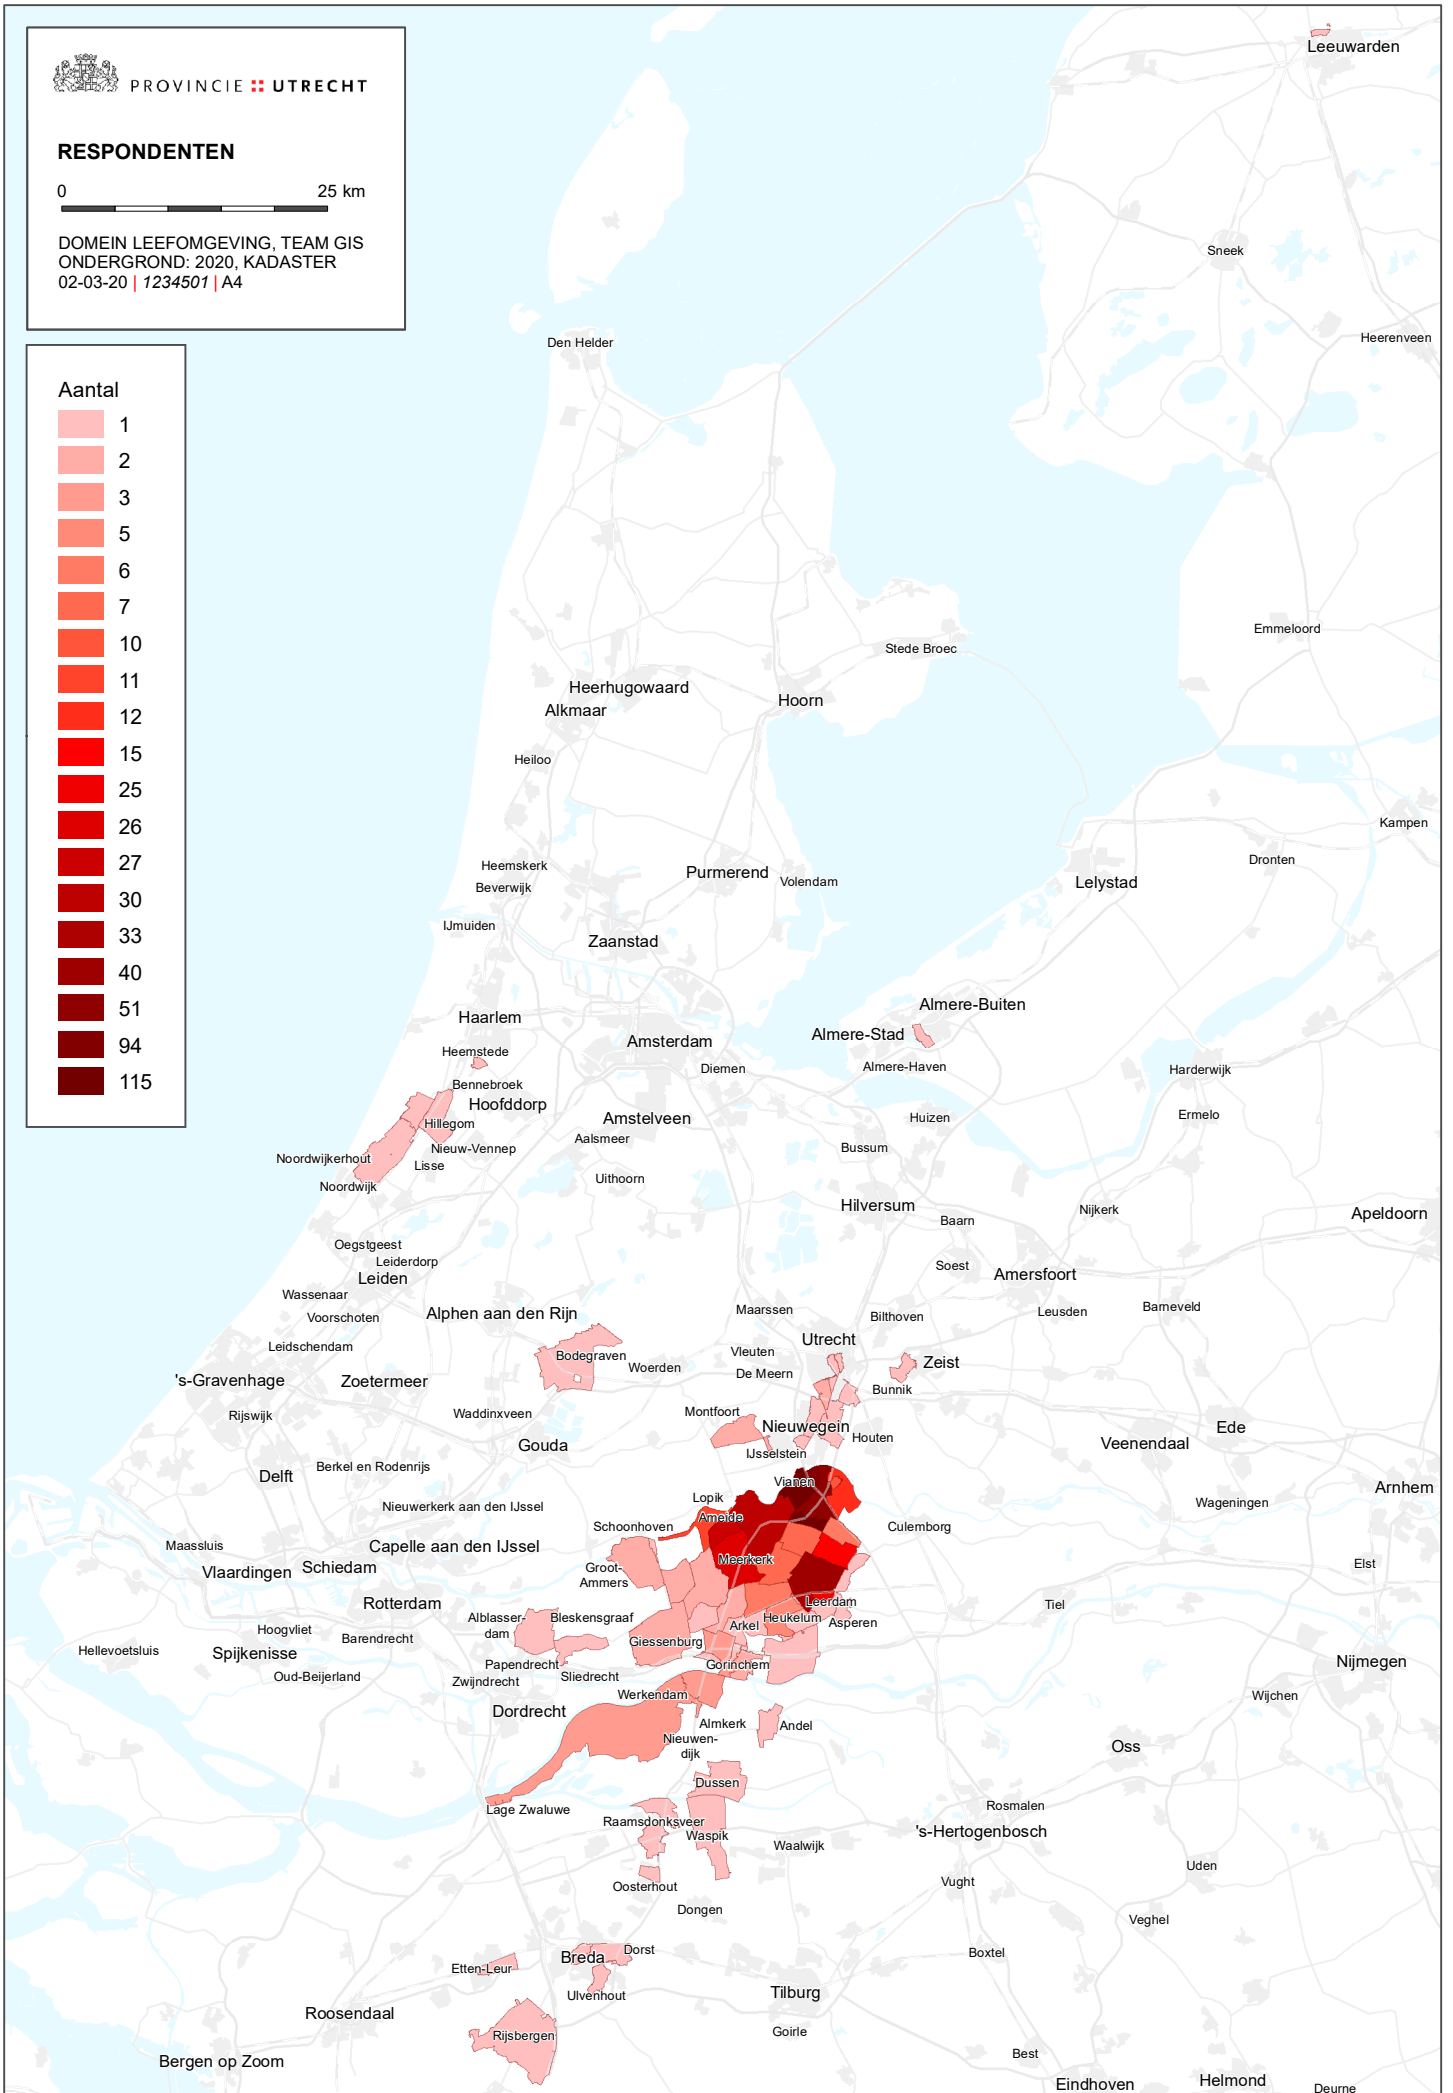 PROVINCIE :: UTRECHT
RESPONDENTEN
0 25 km
DOMEIN LEEFOMGEVING, TEAM GIS
ONDERGROND: 2020, KADASTER
02-03-20 | 1234501 | A4
Aantal
1
2
3
5
6
7
10
11
12
15
25
26
27
30
33
40
51
94
115
Leeuwarden
Sneek
Heerenveen
Den Helder
Emmeloord
Stede Broec
Heerhugowaard
Hoorn
Alkmaar
Heiloo
Kampen
Dronten
Heemskerk
Purmerend
Volendam
Lelystad
Beverwijk
IJmuiden
Zaanstad
Almere-Buiten
Haarlem
Almere-Stad
Amsterdam
Heemstede
Diemen
Almere-Haven
Harderwijk
Bennebroek
Hoofddorp
Ermelo
Amstelveen
Huizen
Hillegom
Aalsmeer
Nieuw-Vennep
Bussum
Noordwijkerhout
Lisse
Uithoorn
Noordwijk
Hilversum
Nijkerk
Apeldoorn
Baarn
Oegstgeest
Leiderdorp
Soest
Leiden
Amersfoort
Wassenaar
Barneveld
Maarssen
Leusden
Alphen aan den Rijn
Voorschoten
Bilthoven
Utrecht
Leidschendam
Vleuten
Bodegraven
Zeist
Woerden
De Meern
's-Gravenhage
Zoetermeer
Bunnik
Rijswijk
Waddinxveen
Montfoort
Nieuwegein
Ede
Houten
Veenendaal
Gouda
IJsselstein
Berkel en Rodenrijs
Delft
Vianen
Arnhem
Lopik
Wageningen
Nieuwerkerk aan den IJssel
Ameide
Schoonhoven
Culemborg
Maassluis
Capelle aan den IJssel
Meerkerk
Elst
Schiedam
Vlaardingen
Groot-
Ammers
Rotterdam
Leerdam
Tiel
Alblasser-
dam
Bleskensgraaf
Heukelum
Asperen
Arkel
Hoogvliet
Barendrecht
Giessenburg
Hellevoetsluis
Spijkenisse
Nijmegen
Papendrecht
Gorinchem
Oud-Beijerland
Sliedrecht
Zwijndrecht
Werkendam
Wijchen
Dordrecht
Almkerk
Andel
Nieuwen-
dijk
Oss
Dussen
Rosmalen
Lage Zwaluwe
Raamsdonksveer
's-Hertogenbosch
Waspik
Waalwijk
Uden
Oosterhout
Vught
Dongen
Veghel
Dorst
Boxtel
Breda
Etten-Leur
Tilburg
Ulvenhout
Roosendaal
Goirle
Rijsbergen
Best
Bergen op Zoom
Helmond
Eindhoven
Deurne